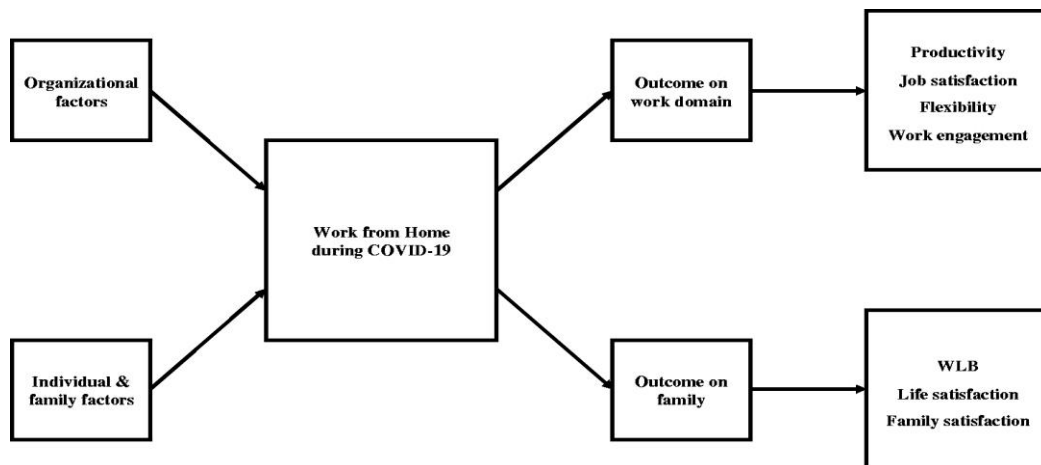 Organizational
factors
Individual &
family factors
Work from Home
during COVID-19
Outcome on
work domain
Outcome on
family
Productivity
Job satisfaction
Flexibility
Work engagement
WLB
Life satisfaction
Family satisfaction